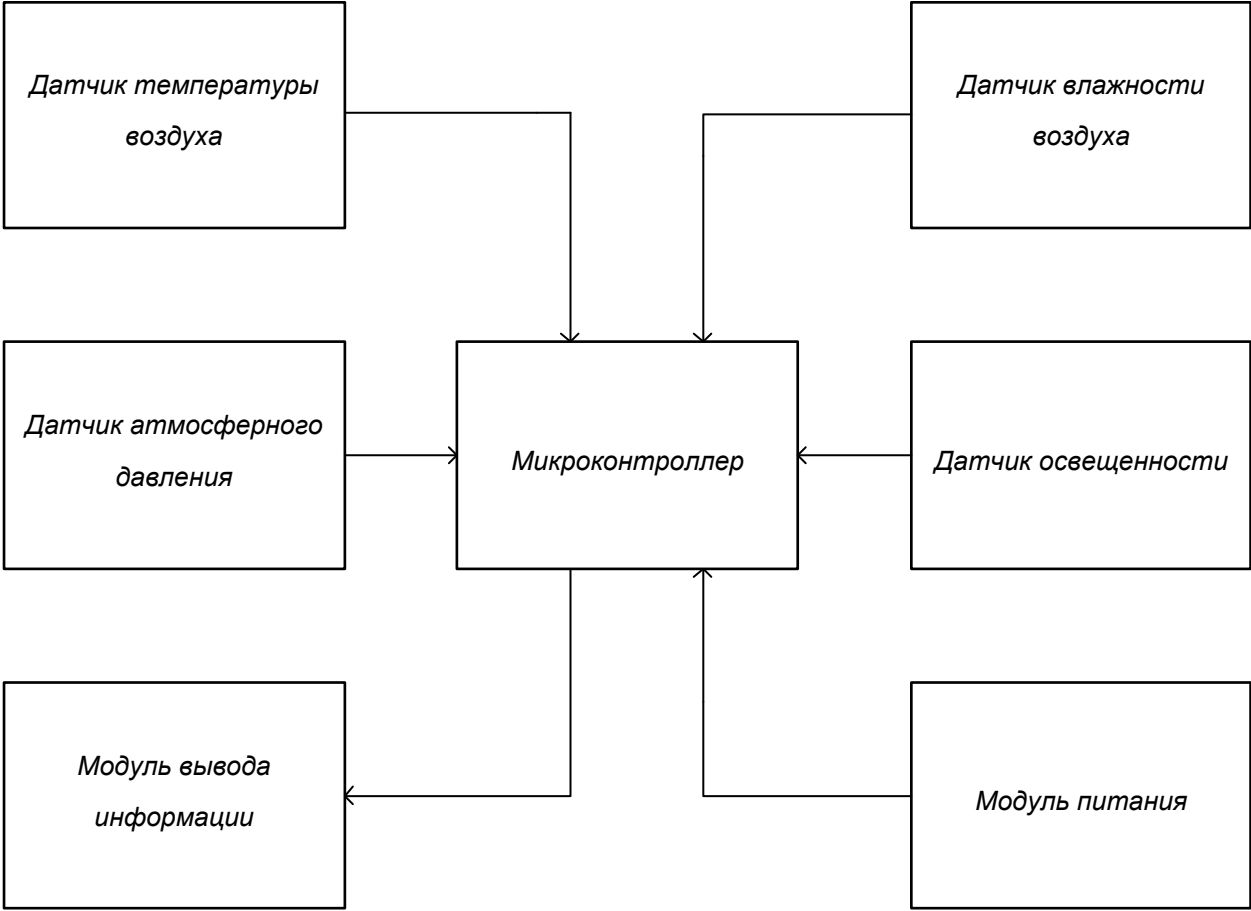 Датчик температуры
воздуха
Датчик влажности
воздуха
Датчик атмосферного
давления
Микроконтроллер
Датчик освещенности
Модуль вывода
информации
Модуль питания